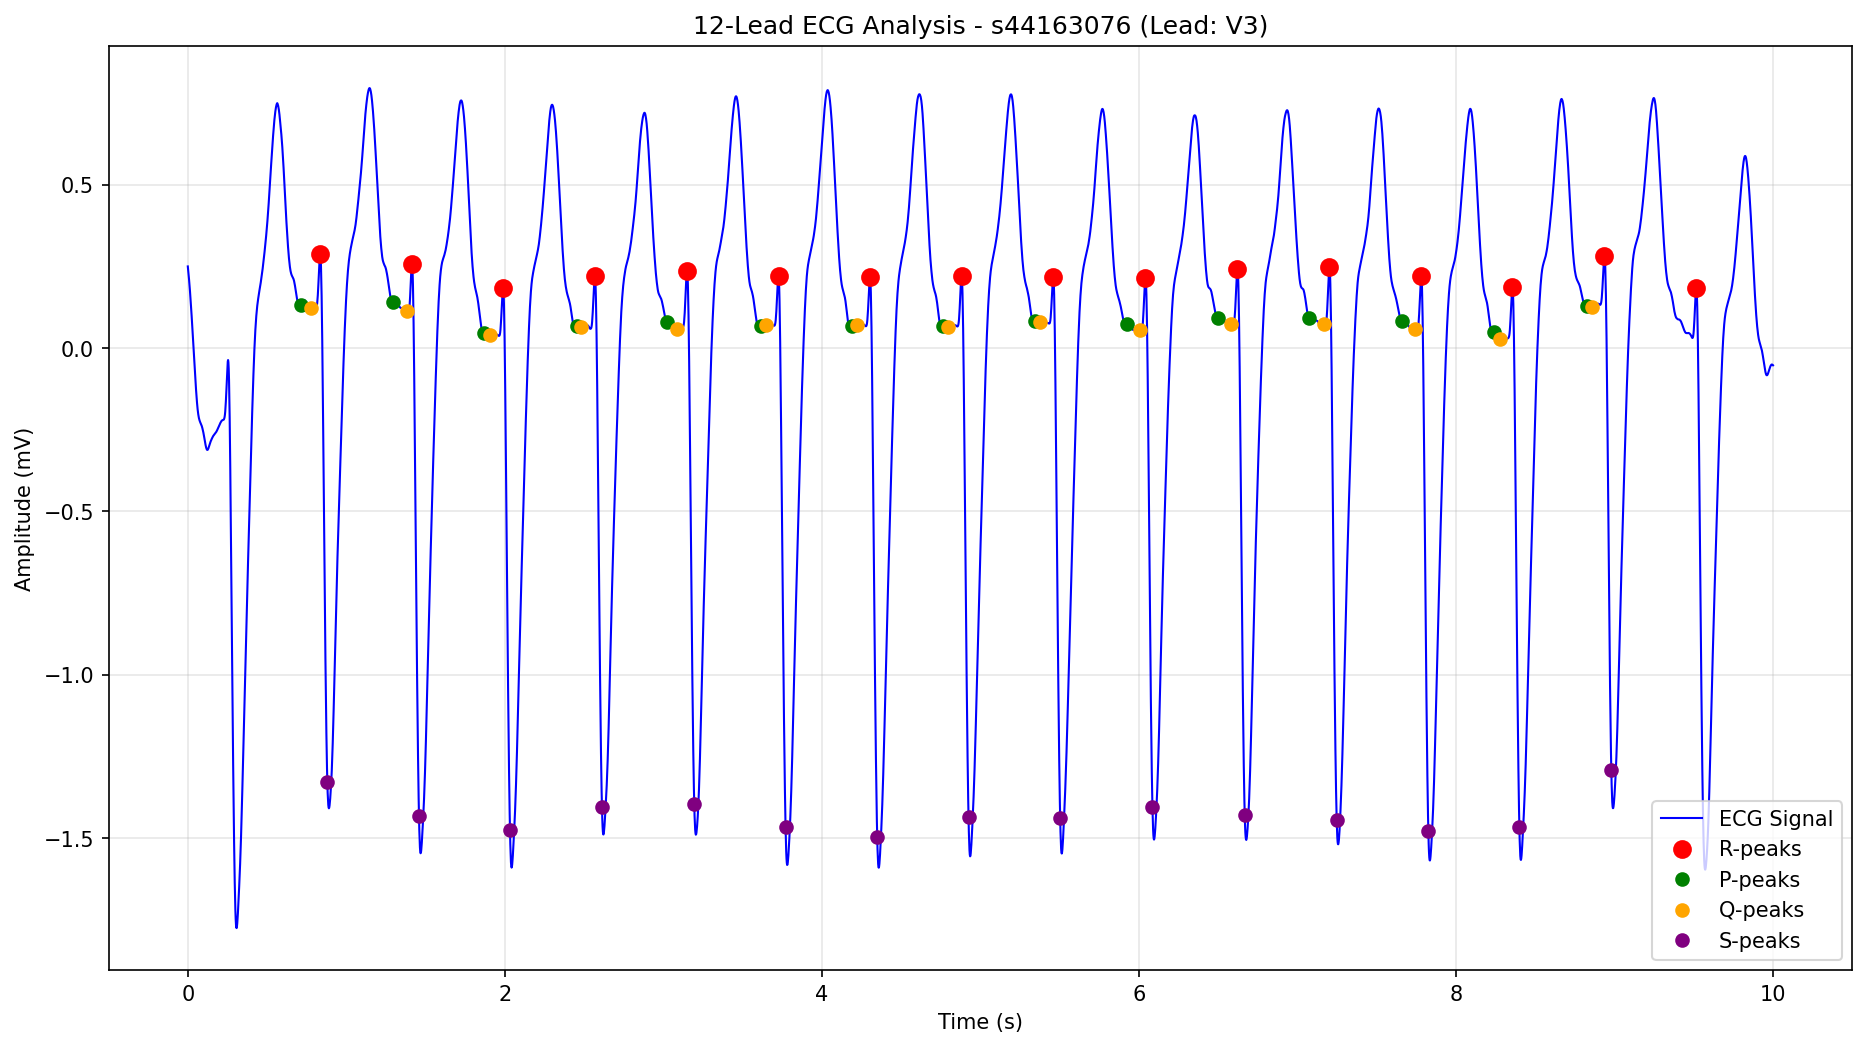 12-Lead ECG Analysis - s44163076 (Lead: V3)
Amplitude (mV)
0.5
0.0
−0.5
−1.0
−1.5
0
2
4
6
8
10
Time (s)
ECG Signal
R-peaks
P-peaks
Q-peaks
S-peaks